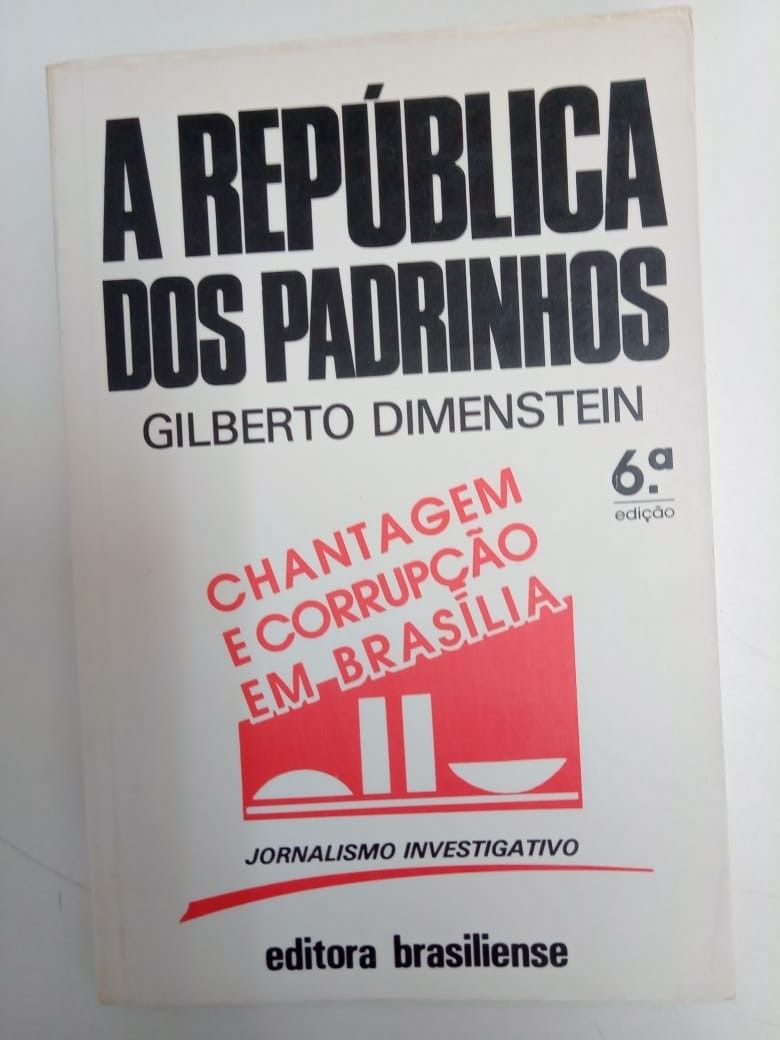 A REPÚBLICA
DOS PADRINHOS
GILBERTO DIMENSTEIN
6.ª
edição
CHANTAGEM
E CORRUPÇÃO
EM BRASÍLIA
JORNALISMO INVESTIGATIVO
editora brasiliense